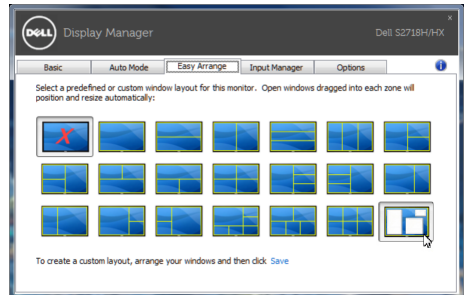 DELL Display Manager
x
Dell S2718H/HX
Basic Auto Mode Easy Arrange Input Manager Options i
Select a predefined or custom window layout for this monitor. Open windows dragged into each zone will
position and resize automatically:
X
To create a custom layout, arrange your windows and then click Save